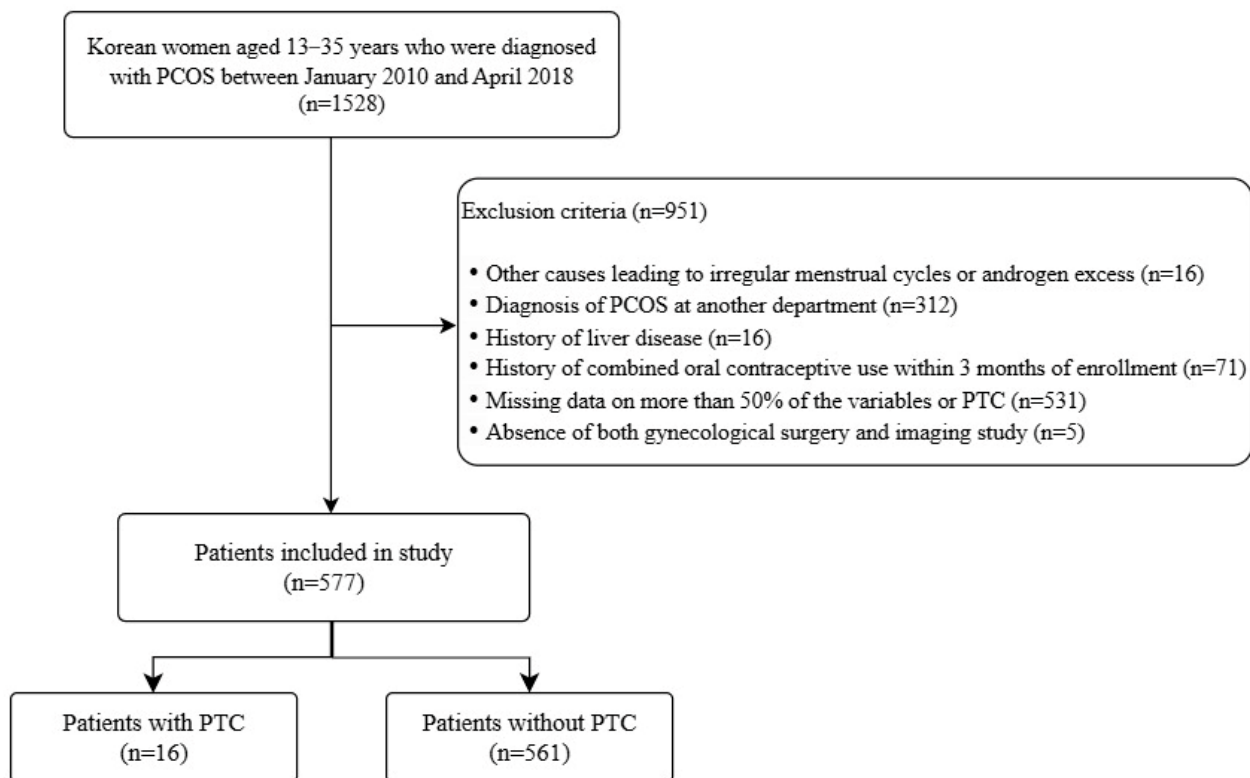 Korean women aged 13–35 years who were diagnosed
with PCOS between January 2010 and April 2018
(n=1528)
Exclusion criteria (n=951)
• Other causes leading to irregular menstrual cycles or androgen excess (n=16)
• Diagnosis of PCOS at another department (n=312)
• History of liver disease (n=16)
• History of combined oral contraceptive use within 3 months of enrollment (n=71)
• Missing data on more than 50% of the variables or PTC (n=531)
• Absence of both gynecological surgery and imaging study (n=5)
Patients included in study
(n=577)
Patients with PTC
(n=16)
Patients without PTC
(n=561)